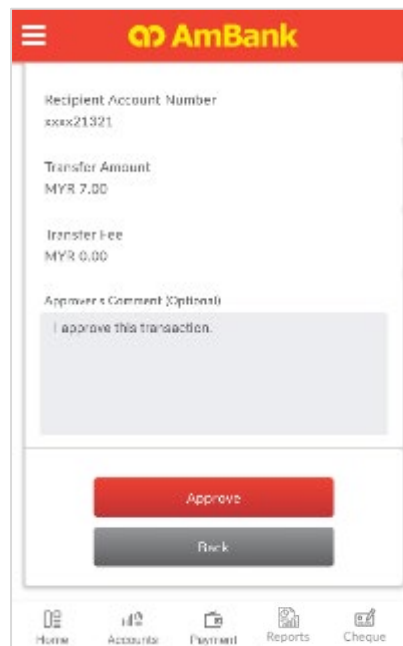 AmBank
Recipient Account Number
xxxx21321
Transfer Amount
MYR 7.00
Transfer Fee
MYR 0.00
Approver's Comment (Optional)
I approve this transaction.
Approve
Back
Home Accounts Payment Reports Cheque